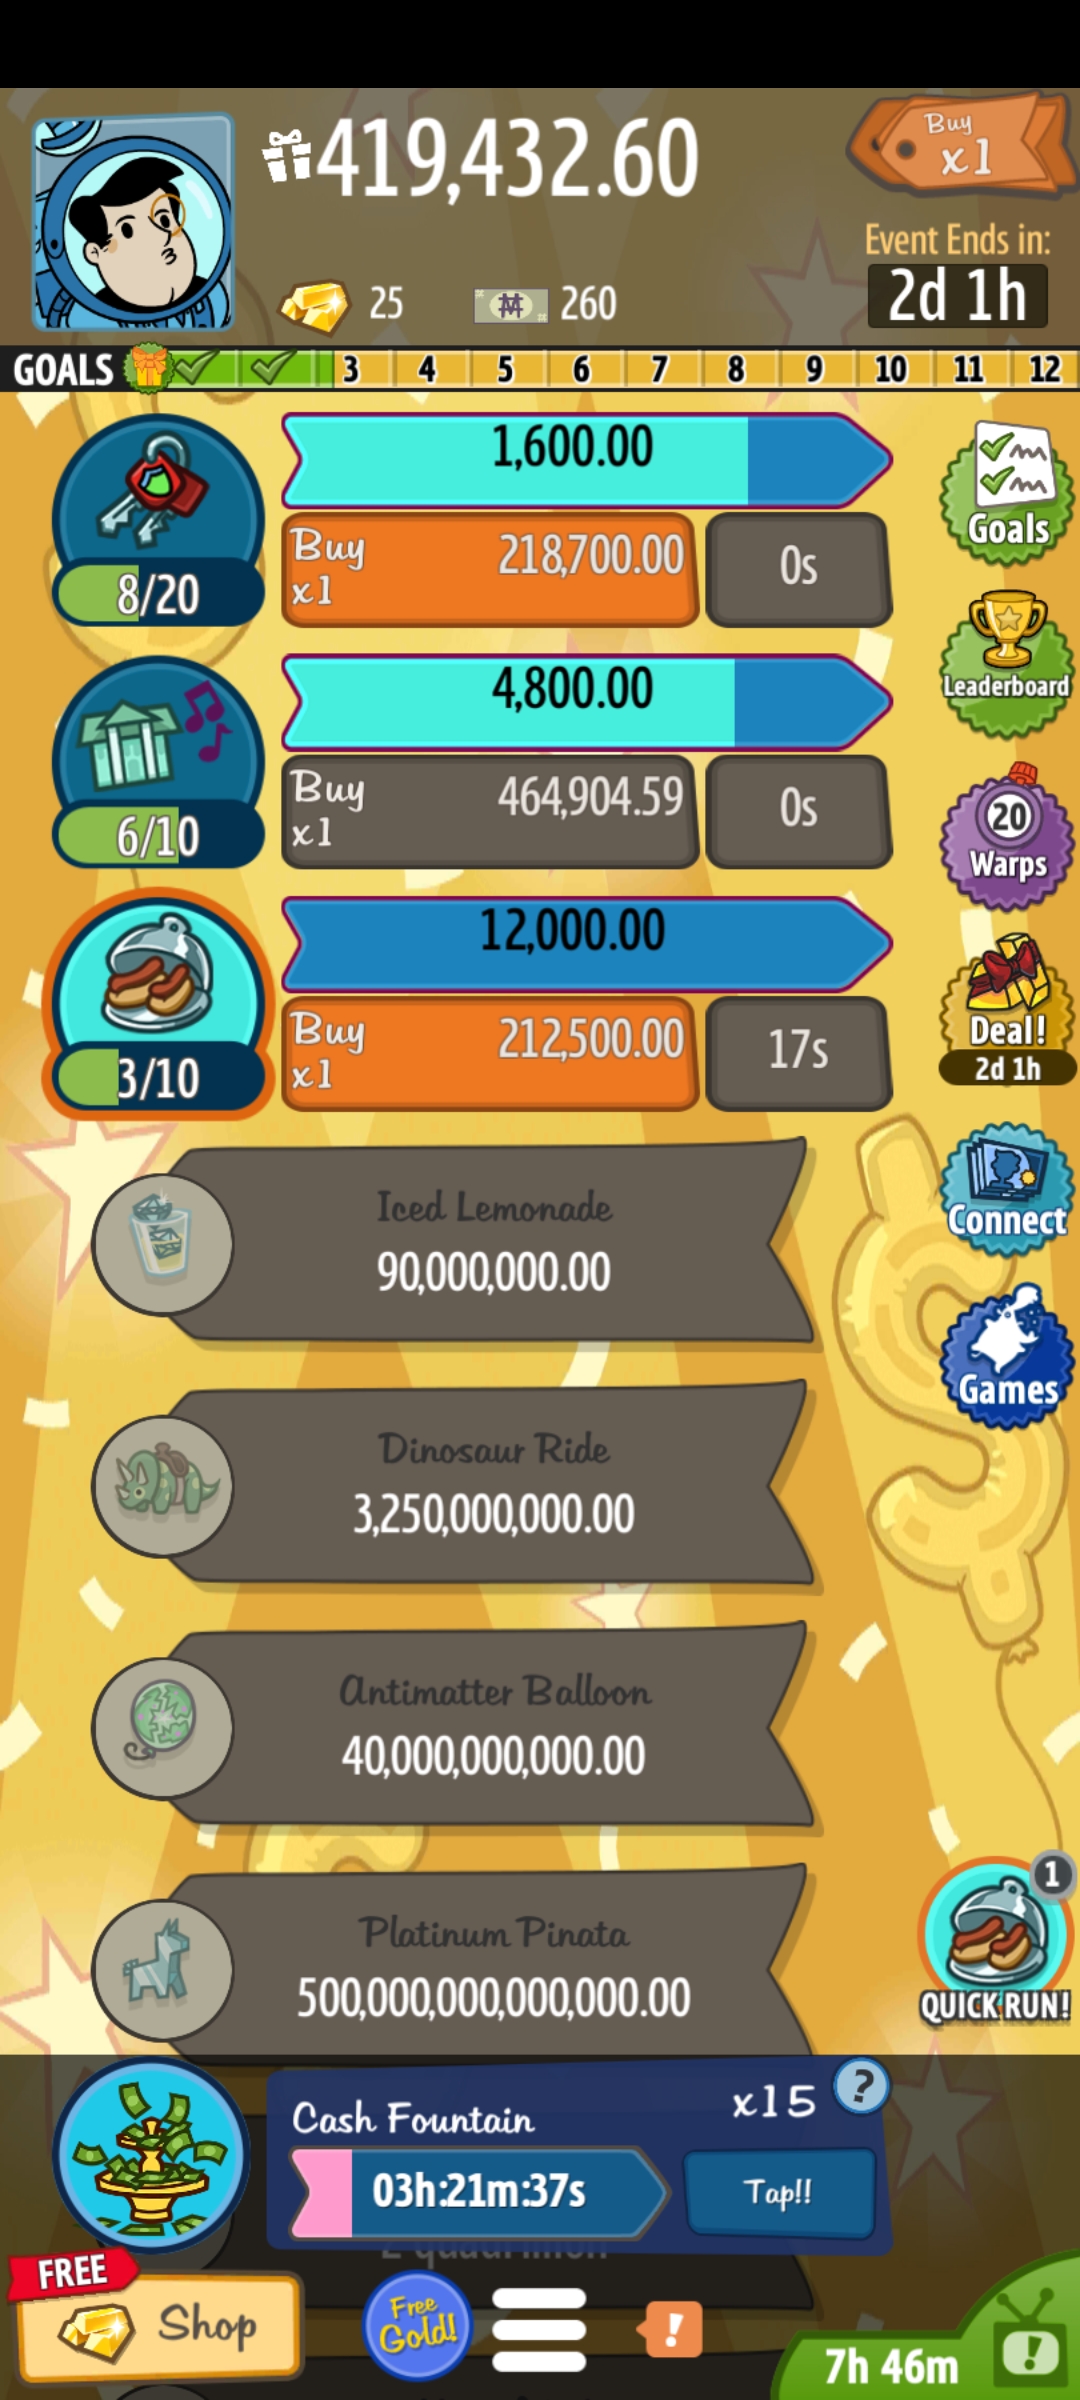 419,432.60
Buy
x1
25
260
Event Ends in:
2d 1h
GOALS 3 4 5 6 7 8 9 10 11 12
1,600.00
Buy
x1
218,700.00
0s
8/20
Goals
Leaderboard
4,800.00
Buy
x1
464,904.59
0s
6/10
20
Warps
12,000.00
Buy
x1
212,500.00
17s
3/10
Deal!
2d 1h
Iced Lemonade
90,000,000.00
Connect
Games
Dinosaur Ride
3,250,000,000.00
Antimatter Balloon
40,000,000,000.00
Platinum Pinata
500,000,000,000,000.00
1
QUICK RUN!
Cash Fountain
x15
?
03h:21m:37s
Tap!!
FREE
Shop
Free
Gold!
!
7h 46m
!